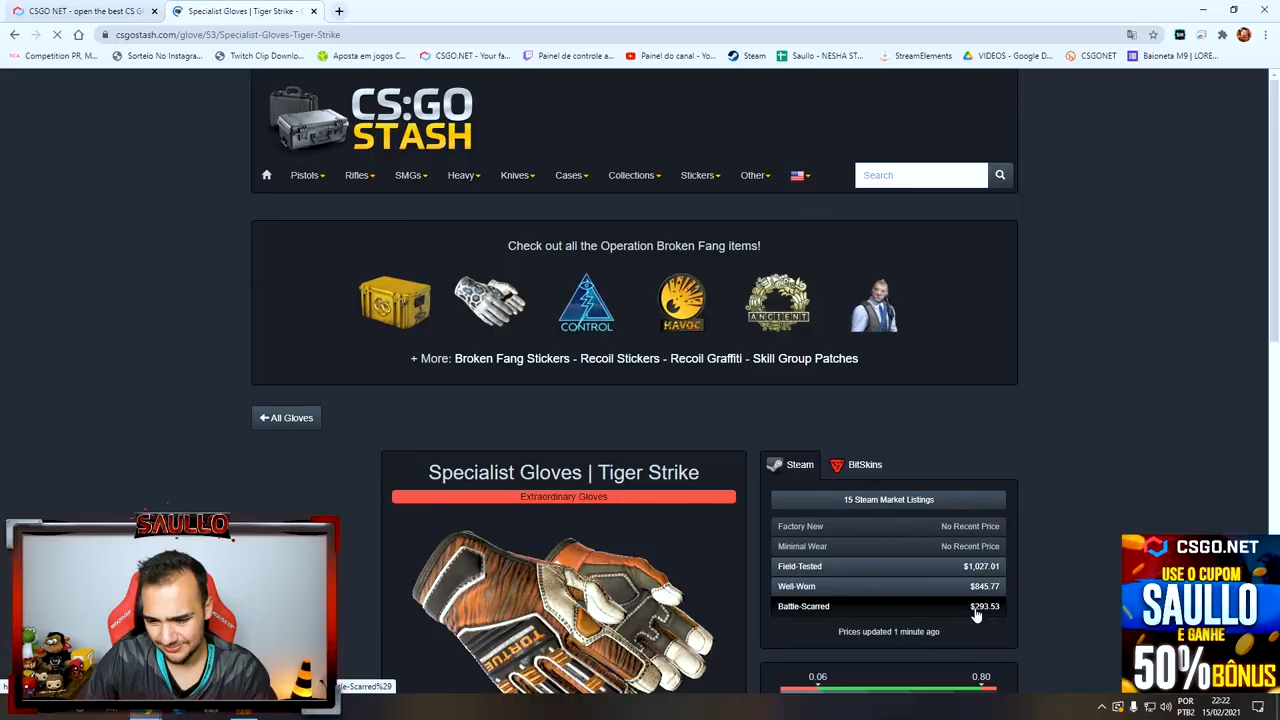 CSGO NET - open the best CS G
Specialist Gloves | Tiger Strike -
csgostash.com/glove/53/Specialist-Gloves-Tiger-Strike
Competition PR, M...
Sorteio No Instagra...
Twitch Clip Downlo...
Aposta em jogos C...
CSGO.NET - Your fa...
Painel de controle a...
Painel do canal - Yo...
Steam
Saullo - NESHA ST...
StreamElements
VIDEOS - Google D...
CSGONET
Baioneta M9 | LORE...
CS:GO
STASH
Pistols
Rifles
SMGs
Heavy
Knives
Cases
Collections
Stickers
Other
Search
Check out all the Operation Broken Fang items!
CONTROL
HAVOC
ANCIENT
+ More: Broken Fang Stickers - Recoil Stickers - Recoil Graffiti - Skill Group Patches
All Gloves
Specialist Gloves | Tiger Strike
Extraordinary Gloves
Steam
BitSkins
15 Steam Market Listings
Factory New No Recent Price
Minimal Wear No Recent Price
Field-Tested $1,027.01
Well-Worn $845.77
Battle-Scarred $293.53
Prices updated 1 minute ago
0.06
0.80
SAULLO
tle-Scarred%29
CSGO.NET
USE O CUPOM
SAULLO
E GANHE
50% BÔNUS
POR
PTB2
22:22
15/02/2021